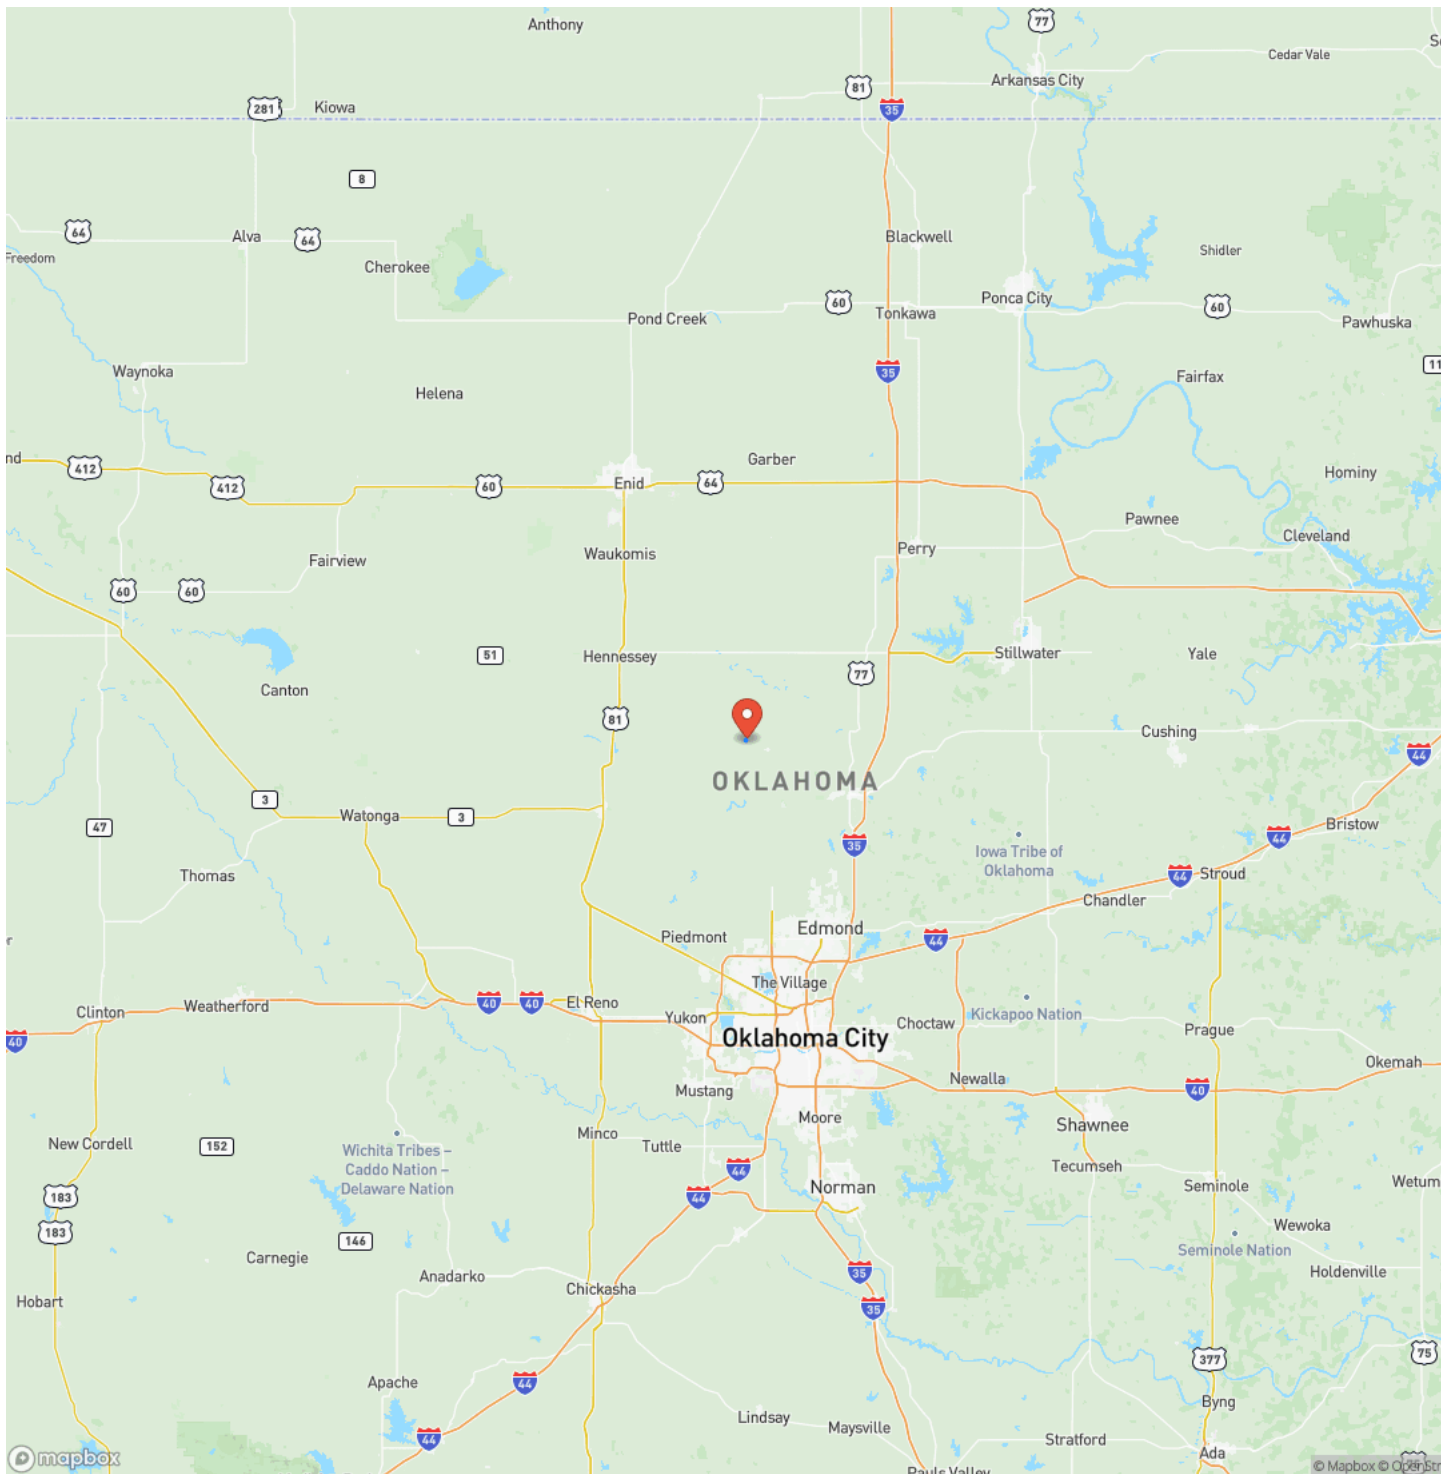 Anthony
77
Cedar Vale
81
Arkansas City
281
Kiowa
35
8
64
Alva
64
Blackwell
Freedom
Cherokee
Shidler
60
Ponca City
60
Pond Creek
Tonkawa
Pawhuska
Waynoka
35
11
Helena
Fairfax
nd
412
412
60
Enid
64
Garber
Hominy
Pawnee
Cleveland
Waukomis
Perry
Fairview
60
60
51
Hennessey
Stillwater
Yale
77
Canton
81
Cushing
44
OKLAHOMA
3
Watonga
3
47
35
44
Bristow
Iowa Tribe of
Oklahoma
Thomas
44
Stroud
Chandler
Piedmont
Edmond
44
The Village
Clinton
Weatherford
40
40
El Reno
Yukon
Choctaw
Kickapoo Nation
Prague
40
Oklahoma City
Okemah
Mustang
Newalla
40
Moore
Shawnee
New Cordell
152
Minco
Tuttle
Wichita Tribes –
Caddo Nation –
Delaware Nation
44
Tecumseh
183
44
Norman
Seminole
Wetum
183
146
Wewoka
Seminole Nation
Carnegie
Anadarko
35
Holdenville
Hobart
Chickasha
35
377
75
Apache
44
Byng
Lindsay
Maysville
44
Stratford
Ada
mapbox
Pauls Valley
© Mapbox © OpenStr